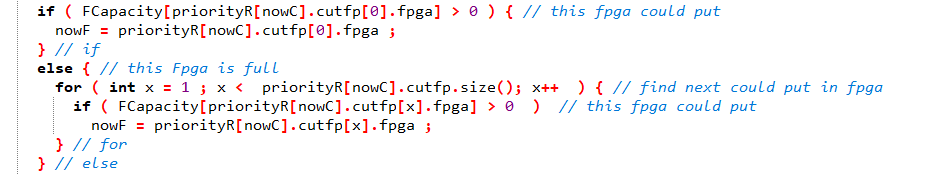 if ( FCapacity[priorityR[nowC].cutfp[0].fpga] > 0 ) { // this fpga could put
nowF = priorityR[nowC].cutfp[0].fpga ;
} // if
else { // this Fpga is full
for ( int x = 1 ; x <  priorityR[nowC].cutfp.size(); x++  ) { // find next could put in fpga
if ( FCapacity[priorityR[nowC].cutfp[x].fpga] > 0  )  // this fpga could put
nowF = priorityR[nowC].cutfp[x].fpga ;
} // for
} // else